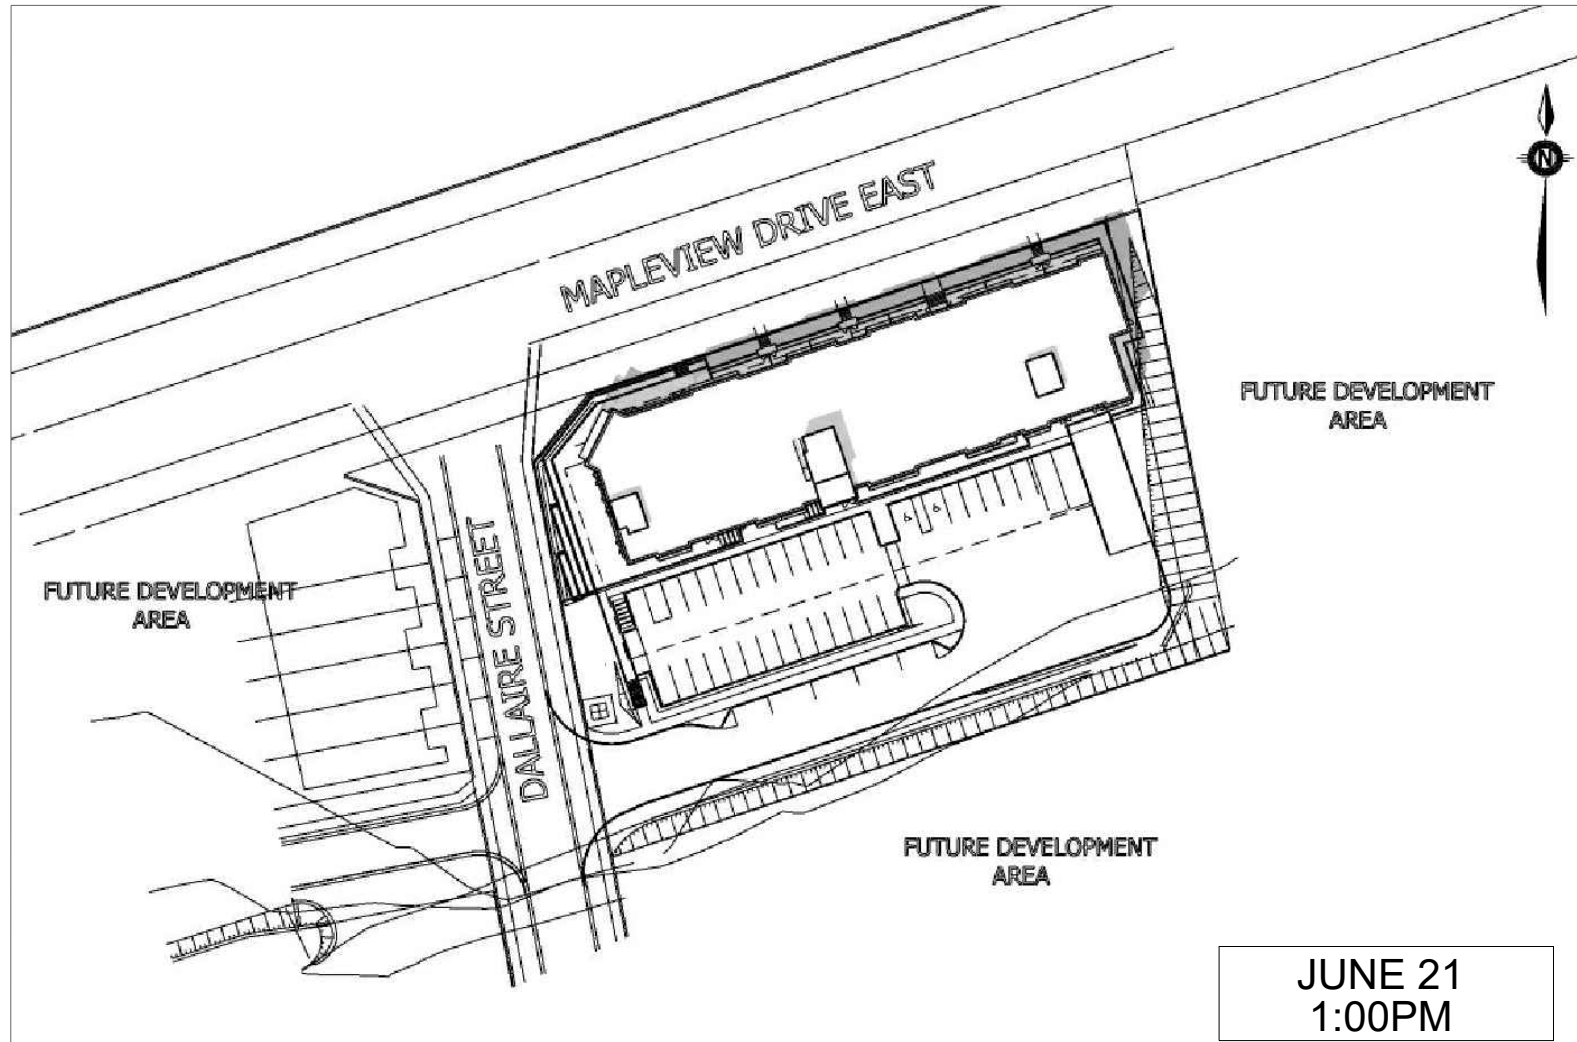 N
MAPLEVIEW DRIVE EAST
FUTURE DEVELOPMENT
AREA
FUTURE DEVELOPMENT
AREA
DALLAIRE STREET
FUTURE DEVELOPMENT
AREA
JUNE 21
1:00PM